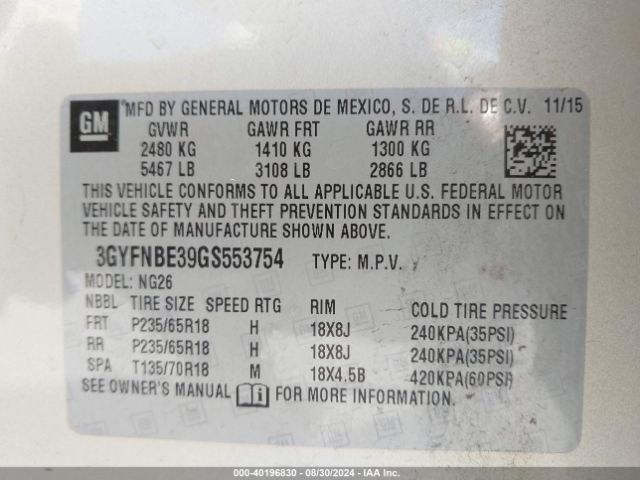 GM
MFD BY GENERAL MOTORS DE MEXICO, S. DE R.L. DE C.V. 11/15
GVWR GAWR FRT GAWR RR
2480 KG 1410 KG 1300 KG
5467 LB 3108 LB 2866 LB
THIS VEHICLE CONFORMS TO ALL APPLICABLE U.S. FEDERAL MOTOR
VEHICLE SAFETY AND THEFT PREVENTION STANDARDS IN EFFECT ON
THE DATE OF MANUFACTURE SHOWN ABOVE.
3GYFNBE39GS553754 TYPE: M.P.V.
MODEL: NG26
NBBL TIRE SIZE SPEED RTG RIM COLD TIRE PRESSURE
FRT P235/65R18 H 18X8J 240KPA(35PSI)
RR P235/65R18 H 18X8J 240KPA(35PSI)
SPA T135/70R18 M 18X4.5B 420KPA(60PSI)
SEE OWNER'S MANUAL FOR MORE INFORMATION.
000-40196830 - 08/30/2024 - IAA Inc.